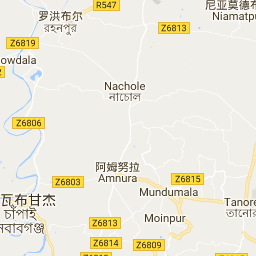 R547
罗洪布尔
রহনপুর
尼亚莫德布
Niamatpu
Z6813
Z6819
owdala
Nachole
নাচোল
Z6806
阿姆努拉
Amnura
Z6803
Z6815
Mundumala
瓦布甘杰
চাঁপাই
নবাবগঞ্জ
Tanore
তানোর
Z6813
Moinpur
Z6814
Z6809